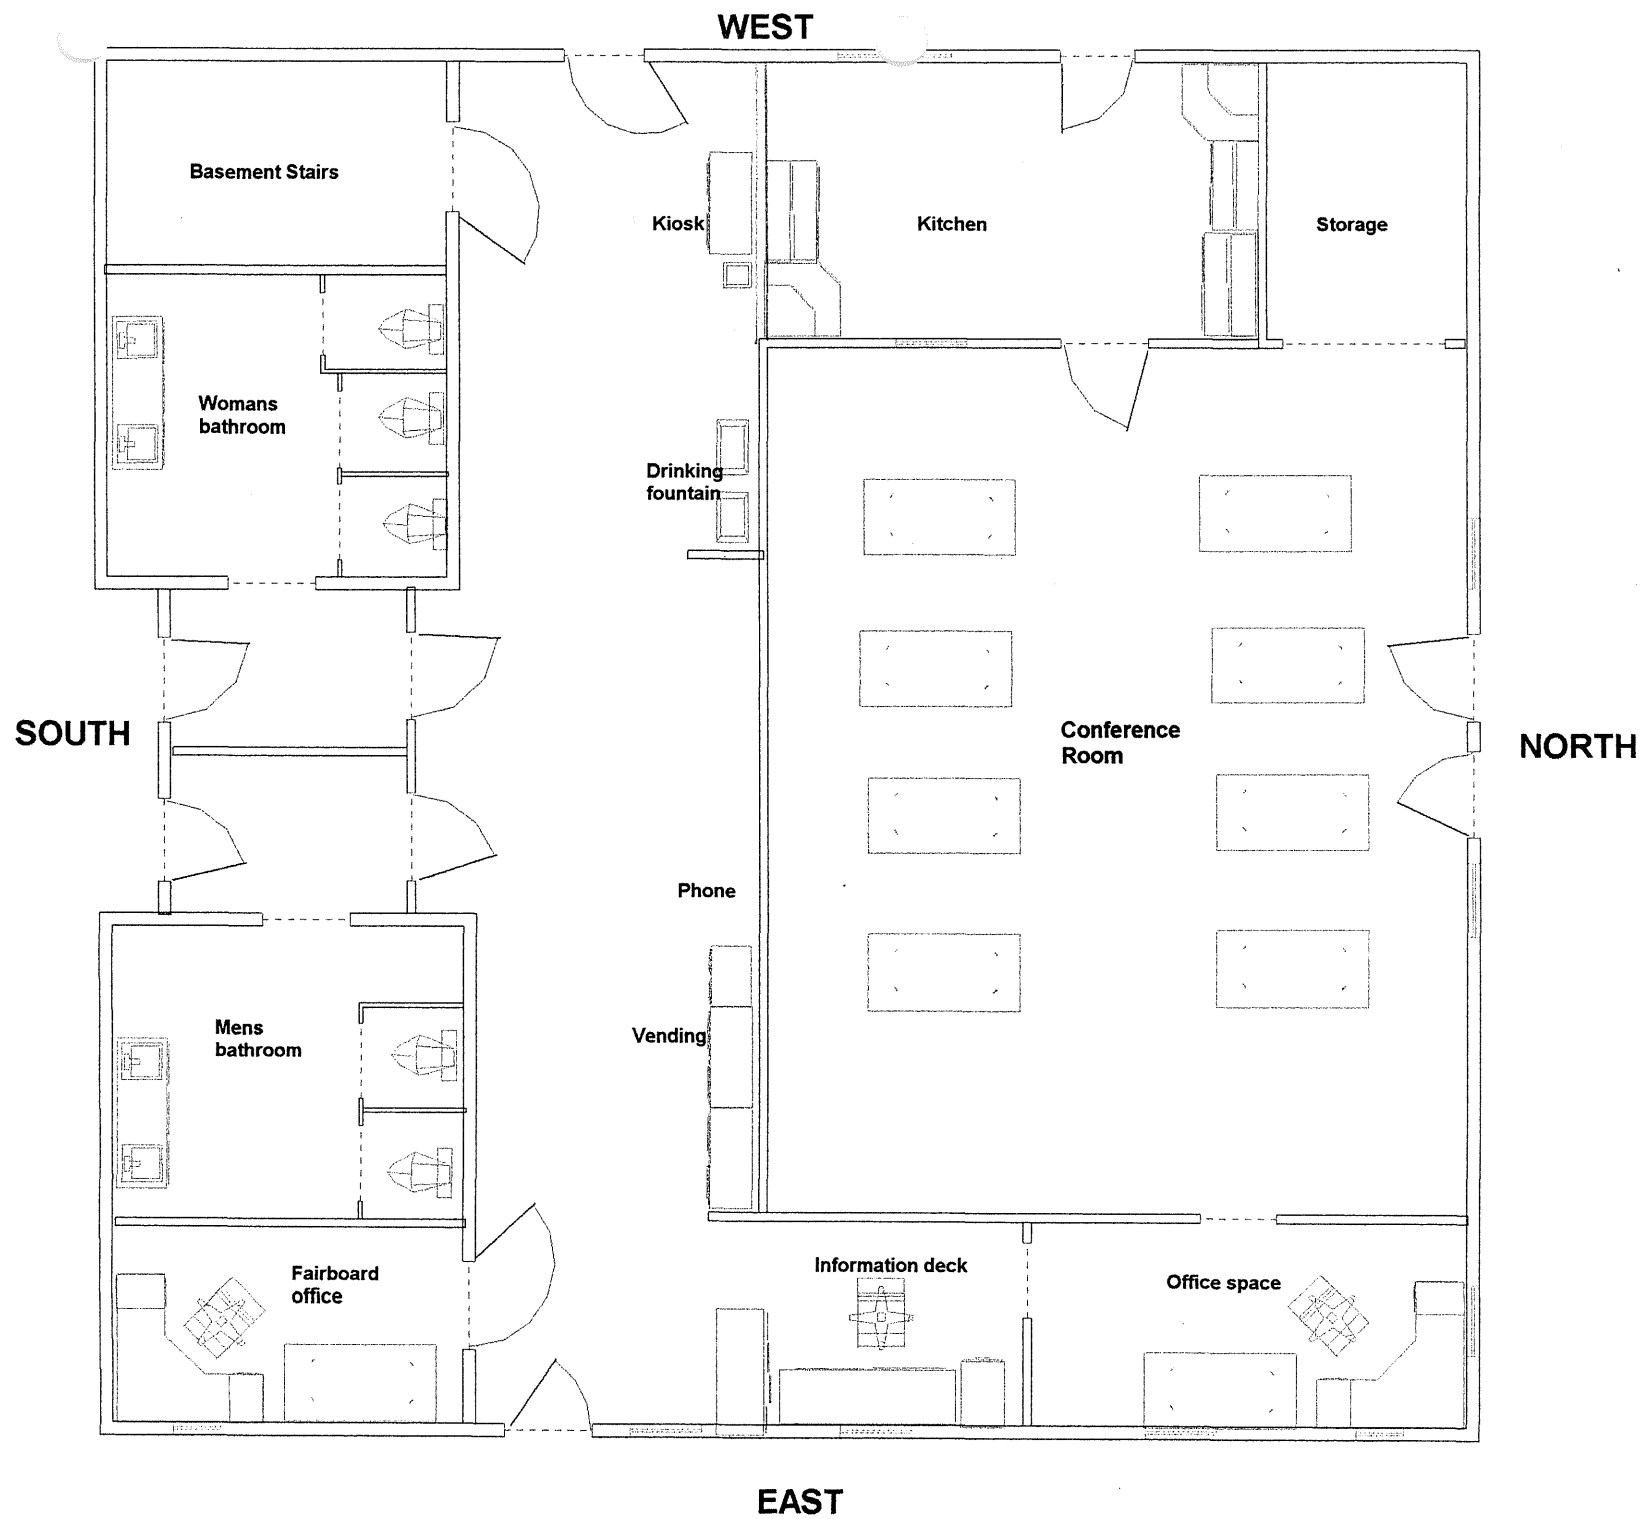 WEST
Basement Stairs
Kiosk
Kitchen
Storage
Womans
bathroom
Drinking
fountain
SOUTH
Conference
Room
NORTH
Phone
Mens
bathroom
Vending
Fairboard
office
Information deck
Office space
EAST